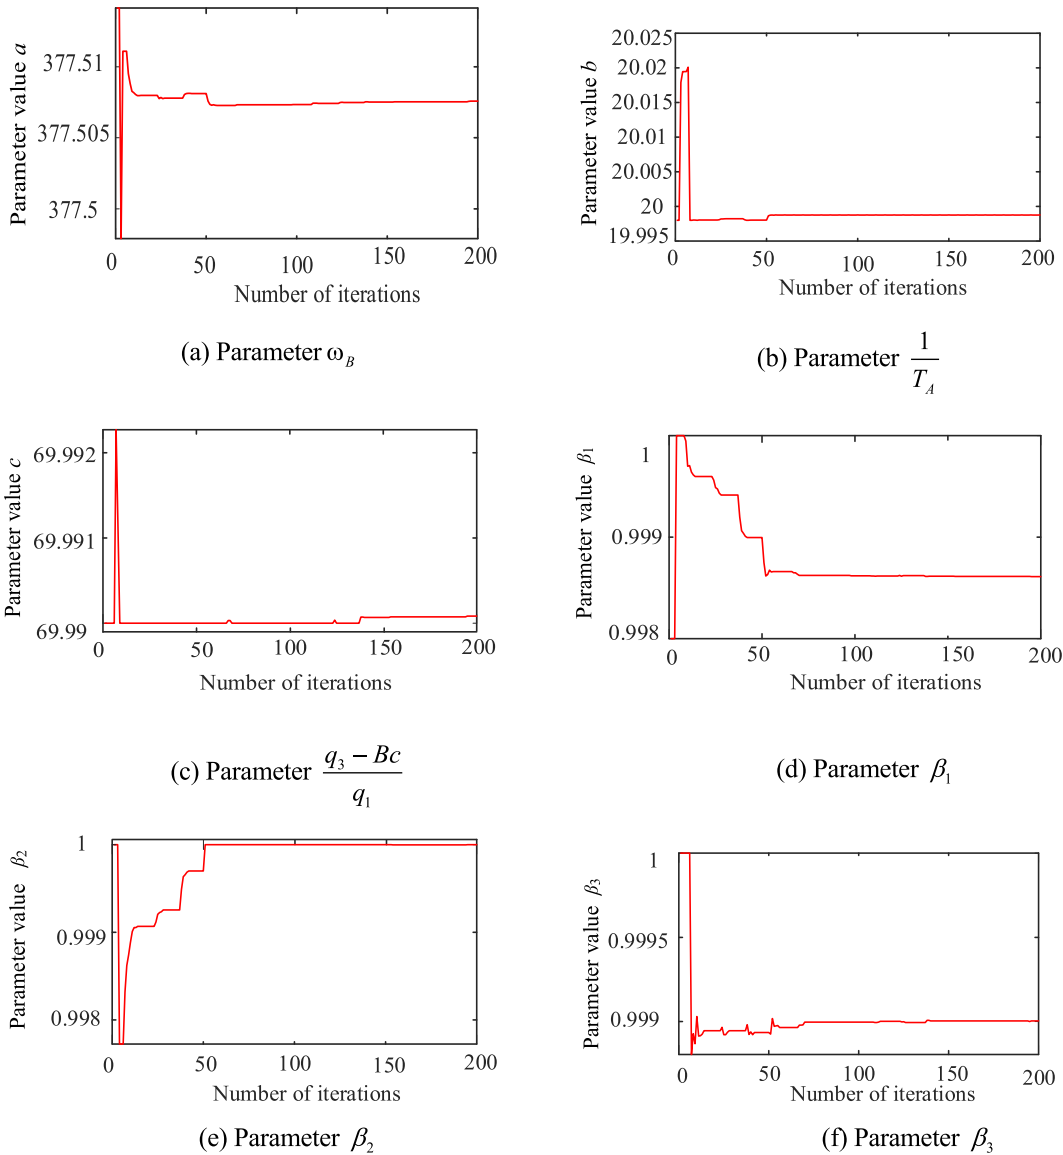 Parameter value a
377.51
377.505
377.5
0 50 100 150 200
Number of iterations
(a) Parameter ω_B
Parameter value b
20.025
20.02
20.015
20.01
20.005
20
19.995
0 50 100 150 200
Number of iterations
(b) Parameter 1/T_A
Parameter value c
69.992
69.991
69.99
0 50 100 150 200
Number of iterations
(c) Parameter (q_3 − Bc)/q_1
Parameter value β_1
1
0.999
0.998
0 50 100 150 200
Number of iterations
(d) Parameter β_1
Parameter value β_2
1
0.999
0.998
0 50 100 150 200
Number of iterations
(e) Parameter β_2
Parameter value β_3
1
0.9995
0.999
0 50 100 150 200
Number of iterations
(f) Parameter β_3